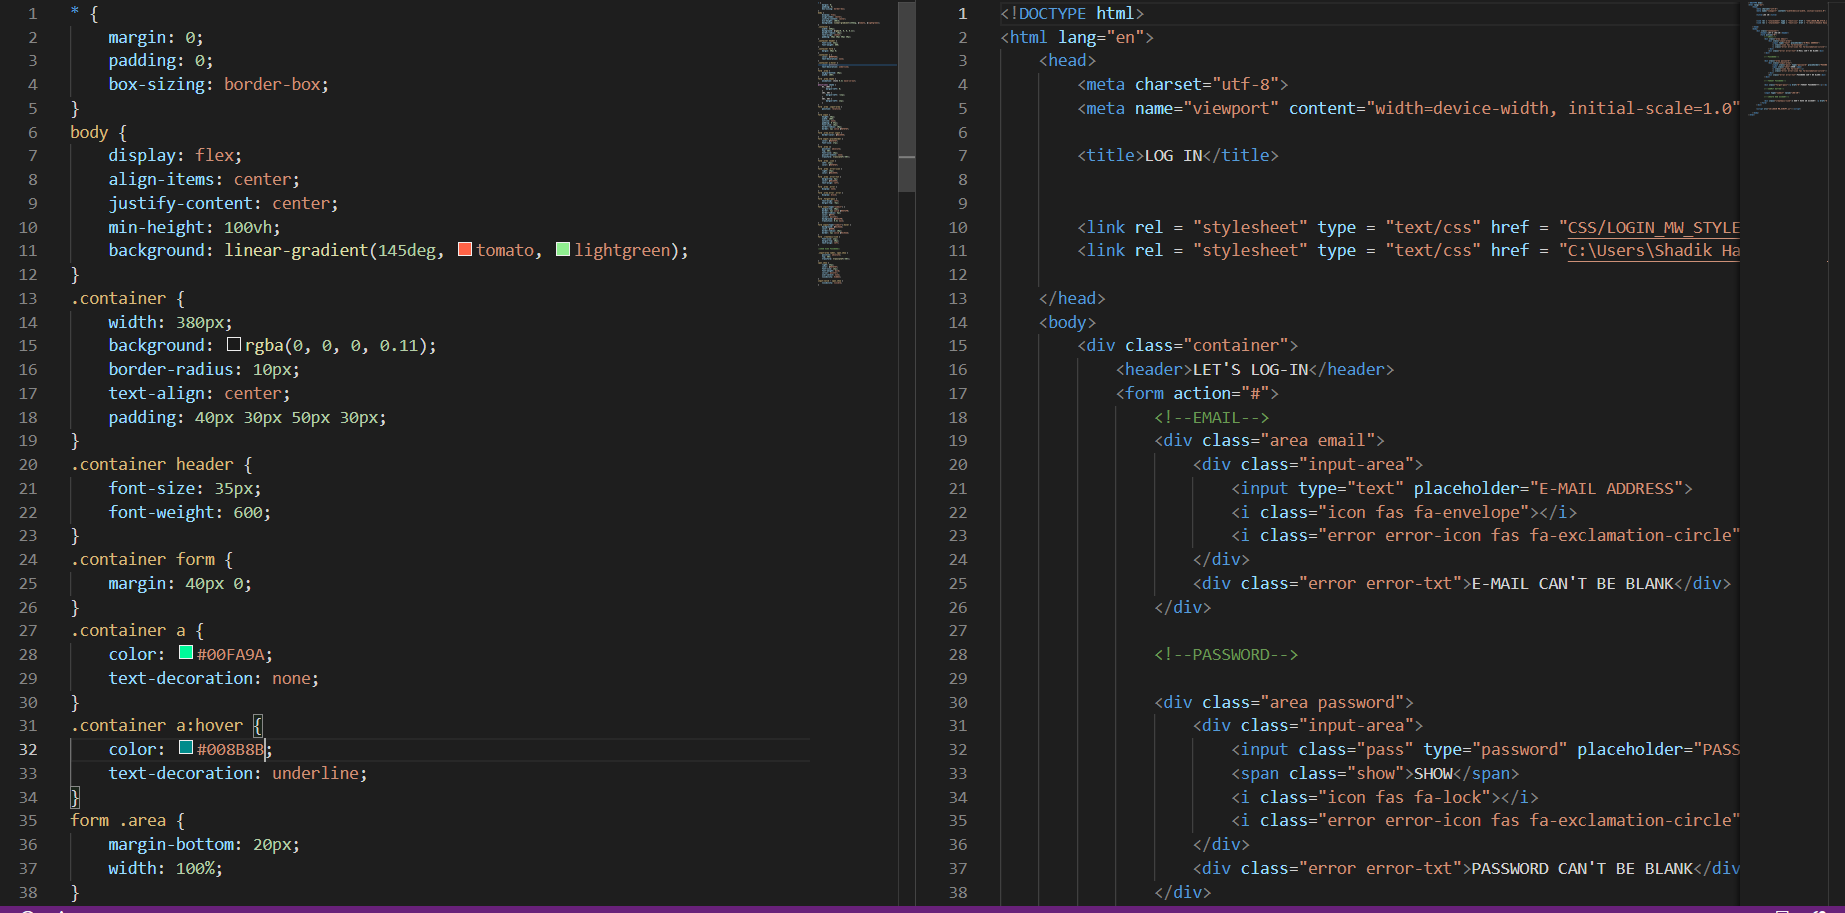 1 * {
2 margin: 0;
3 padding: 0;
4 box-sizing: border-box;
5 }
6 body {
7 display: flex;
8 align-items: center;
9 justify-content: center;
10 min-height: 100vh;
11 background: linear-gradient(145deg, tomato, lightgreen);
12 }
13 .container {
14 width: 380px;
15 background: rgba(0, 0, 0, 0.11);
16 border-radius: 10px;
17 text-align: center;
18 padding: 40px 30px 50px 30px;
19 }
20 .container header {
21 font-size: 35px;
22 font-weight: 600;
23 }
24 .container form {
25 margin: 40px 0;
26 }
27 .container a {
28 color: #00FA9A;
29 text-decoration: none;
30 }
31 .container a:hover {
32 color: #008B8B;
33 text-decoration: underline;
34 }
35 form .area {
36 margin-bottom: 20px;
37 width: 100%;
38 }
1 <!DOCTYPE html>
2 <html lang="en">
3 <head>
4 <meta charset="utf-8">
5 <meta name="viewport" content="width=device-width, initial-scale=1.0"
6
7 <title>LOG IN</title>
8
9
10 <link rel = "stylesheet" type = "text/css" href = "CSS/LOGIN_MW_STYLE
11 <link rel = "stylesheet" type = "text/css" href = "C:\Users\Shadik Ha
12
13 </head>
14 <body>
15 <div class="container">
16 <header>LET'S LOG-IN</header>
17 <form action="#">
18 <!--EMAIL-->
19 <div class="area email">
20 <div class="input-area">
21 <input type="text" placeholder="E-MAIL ADDRESS">
22 <i class="icon fas fa-envelope"></i>
23 <i class="error error-icon fas fa-exclamation-circle"
24 </div>
25 <div class="error error-txt">E-MAIL CAN'T BE BLANK</div>
26 </div>
27
28 <!--PASSWORD-->
29
30 <div class="area password">
31 <div class="input-area">
32 <input class="pass" type="password" placeholder="PASS
33 <span class="show">SHOW</span>
34 <i class="icon fas fa-lock"></i>
35 <i class="error error-icon fas fa-exclamation-circle"
36 </div>
37 <div class="error error-txt">PASSWORD CAN'T BE BLANK</div
38 </div>